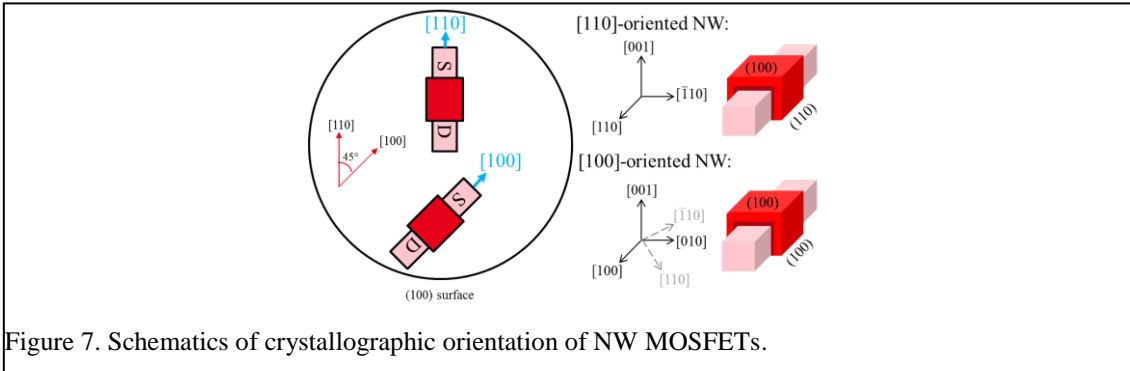 [110]
S
D
[110]
[100]
45°
[100]
S
D
(100) surface
[110]-oriented NW:
[001]
[1̄10]
[110]
(100)
(110)
[100]-oriented NW:
[001]
[1̄10]
[010]
[100]
[110]
(100)
(100)
Figure 7. Schematics of crystallographic orientation of NW MOSFETs.